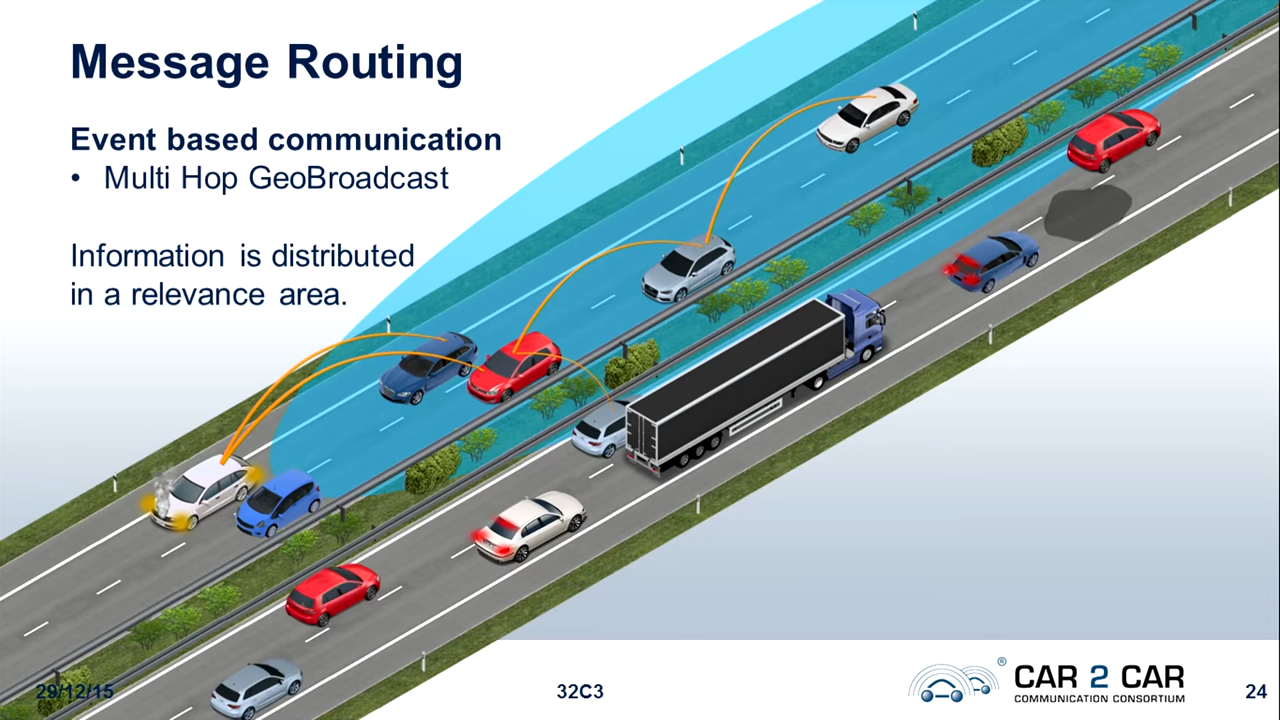 Message Routing
Event based communication
• Multi Hop GeoBroadcast
Information is distributed
in a relevance area.
29/12/15
32C3
® CAR 2 CAR
COMMUNICATION CONSORTIUM
24